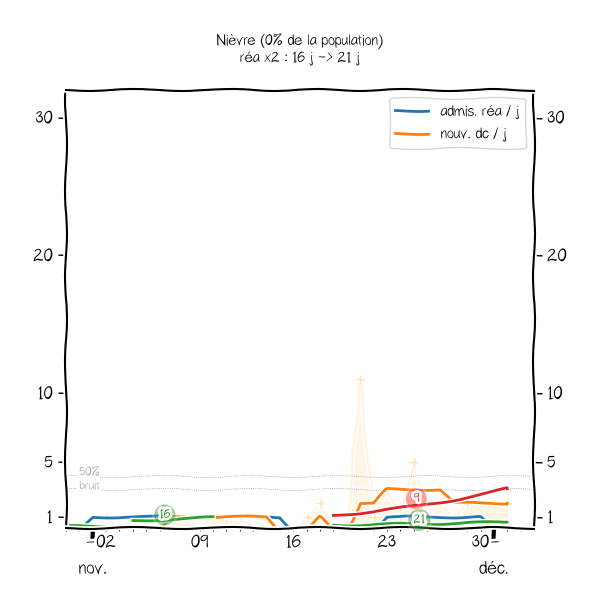 Nièvre (0% de la population)
réa x2 : 16 j -> 21 j
admis. réa / j
nouv. dc / j
30
30
20
20
10
10
5
5
50%
bruit
1
1
16
9
21
02
09
16
23
30
nov.
déc.